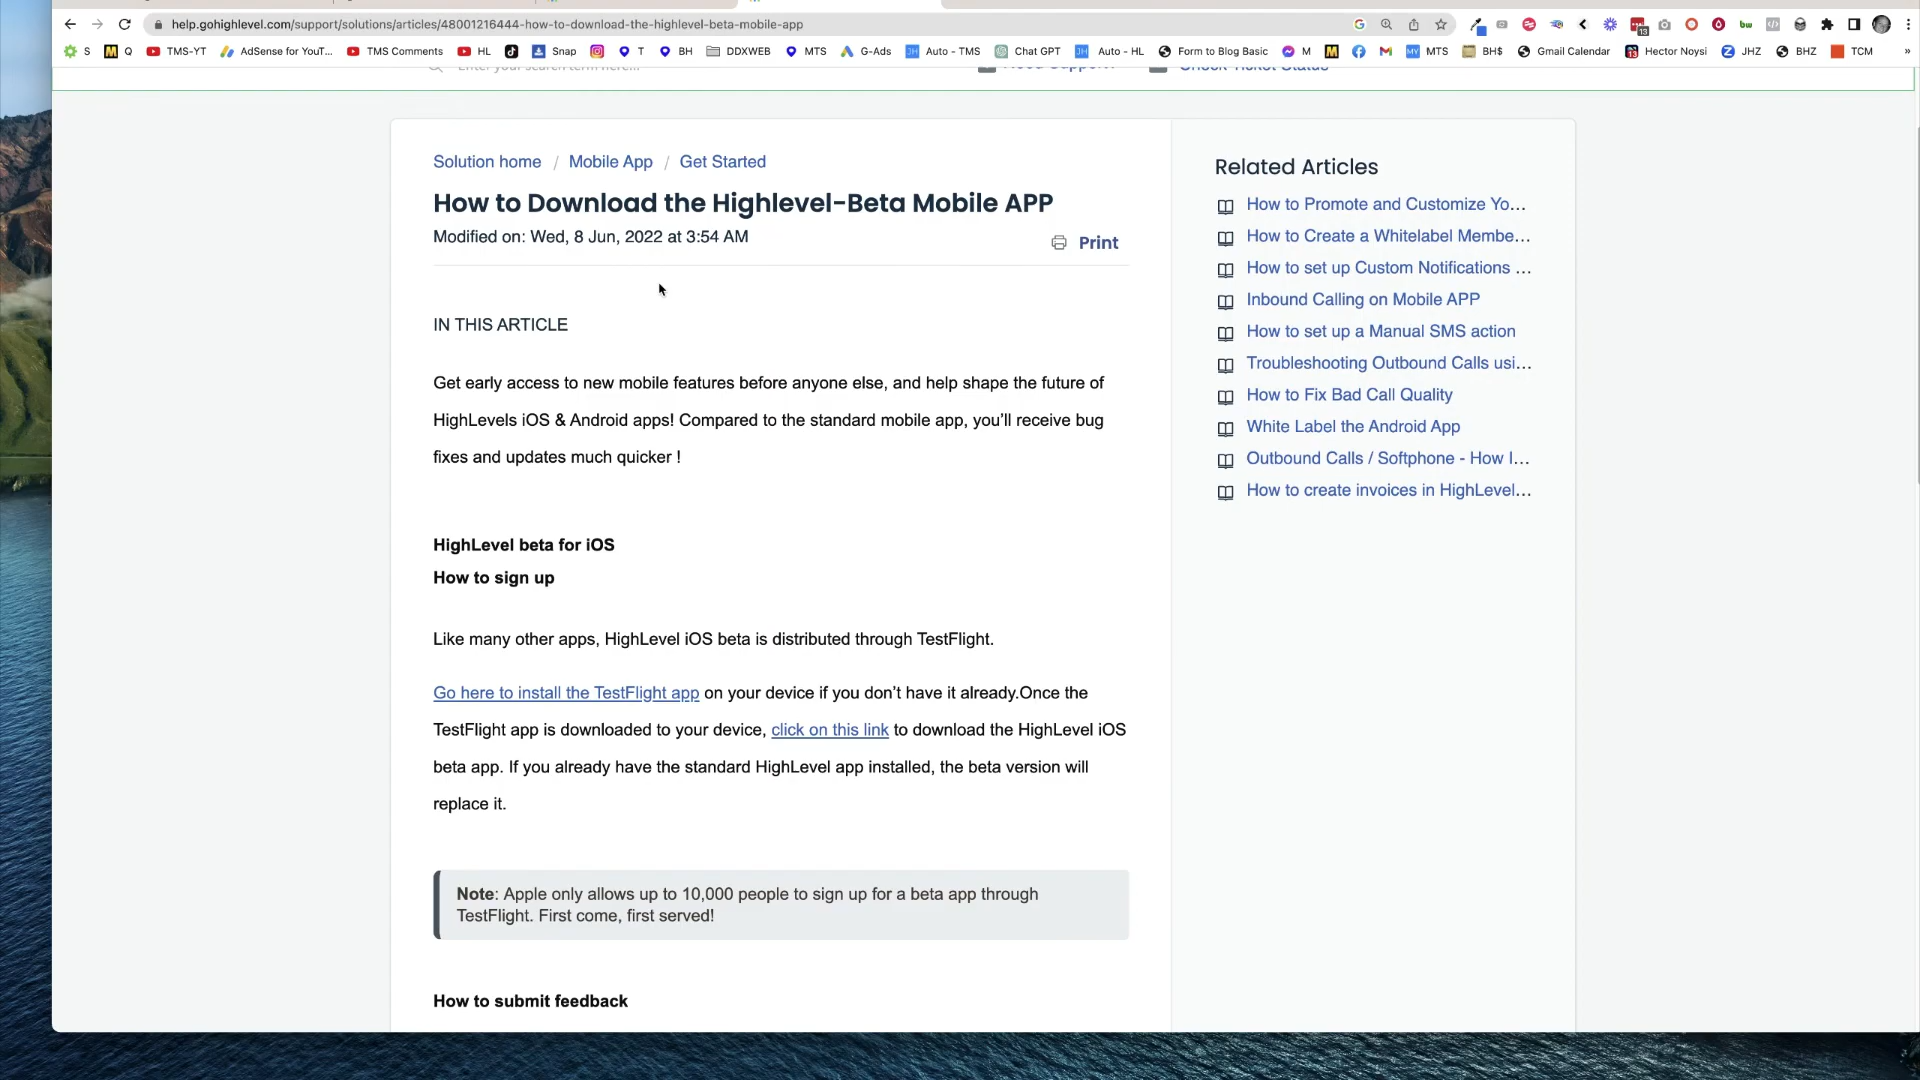 help.gohighlevel.com/support/solutions/articles/48001216444-how-to-download-the-highlevel-beta-mobile-app
13
S
Q
TMS-YT
AdSense for YouT...
TMS Comments
HL
Snap
T
BH
DDXWEB
MTS
G-Ads
Auto - TMS
Chat GPT
Auto - HL
Form to Blog Basic
M
MTS
BH$
Gmail Calendar
Hector Noysi
JHZ
BHZ
TCM
»
Enter your search term here...
Need Support?
Check Ticket Status
Solution home / Mobile App / Get Started
How to Download the Highlevel-Beta Mobile APP
Modified on: Wed, 8 Jun, 2022 at 3:54 AM
Print
IN THIS ARTICLE
Get early access to new mobile features before anyone else, and help shape the future of
HighLevels iOS & Android apps! Compared to the standard mobile app, you’ll receive bug
fixes and updates much quicker !
HighLevel beta for iOS
How to sign up
Like many other apps, HighLevel iOS beta is distributed through TestFlight.
Go here to install the TestFlight app on your device if you don’t have it already.Once the
TestFlight app is downloaded to your device, click on this link to download the HighLevel iOS
beta app. If you already have the standard HighLevel app installed, the beta version will
replace it.
Note: Apple only allows up to 10,000 people to sign up for a beta app through
TestFlight. First come, first served!
How to submit feedback
Related Articles
How to Promote and Customize Yo...
How to Create a Whitelabel Membe...
How to set up Custom Notifications ...
Inbound Calling on Mobile APP
How to set up a Manual SMS action
Troubleshooting Outbound Calls usi...
How to Fix Bad Call Quality
White Label the Android App
Outbound Calls / Softphone - How I...
How to create invoices in HighLevel...